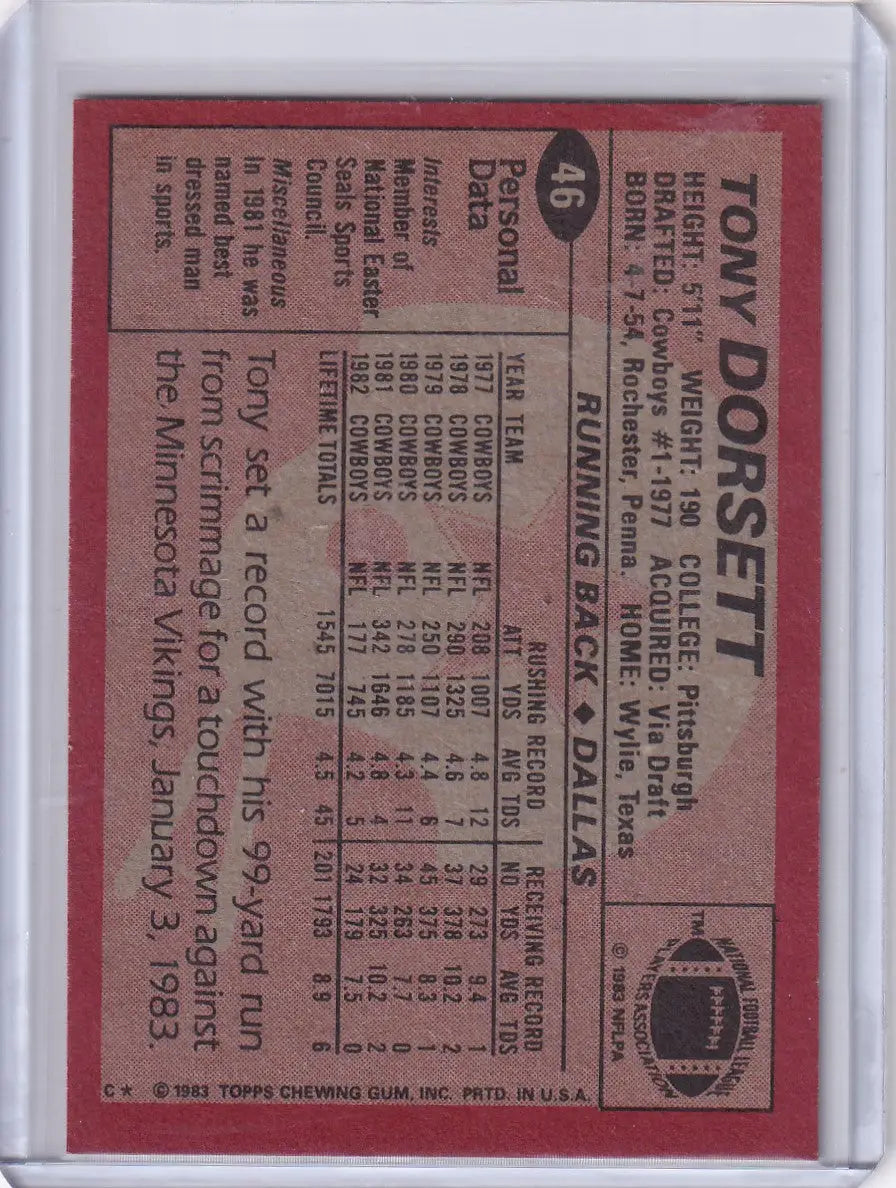 TONY DORSETT
HEIGHT: 5'11" WEIGHT: 190 COLLEGE: Pittsburgh
DRAFTED: Cowboys #1-1977 ACQUIRED: Via Draft
BORN: 4-7-54, Rochester, Penna. HOME: Wylie, Texas
NATIONAL FOOTBALL LEAGUE
PLAYERS ASSOCIATION
TM
© 1983 NFLPA
46
RUNNING BACK ♦ DALLAS
Personal
Data
Interests
Member of
National Easter
Seals Sports
Council.
Miscellaneous
In 1981 he was
named best
dressed man
in sports.
RUSHING RECORD RECEIVING RECORD
YEAR TEAM ATT YDS AVG TDS NO YDS AVG TDS
1977 COWBOYS NFL 208 1007 4.8 12 29 273 9.4 1
1978 COWBOYS NFL 290 1325 4.6 7 37 378 10.2 2
1979 COWBOYS NFL 250 1107 4.4 6 45 375 8.3 1
1980 COWBOYS NFL 278 1185 4.3 11 34 263 7.7 0
1981 COWBOYS NFL 342 1646 4.8 4 32 325 10.2 2
1982 COWBOYS NFL 177 745 4.2 5 24 179 7.5 0
LIFETIME TOTALS 1545 7015 4.5 45 201 1793 8.9 6
Tony set a record with his 99-yard run
from scrimmage for a touchdown against
the Minnesota Vikings, January 3, 1983.
C* © 1983 TOPPS CHEWING GUM, INC. PRTD. IN U.S.A.